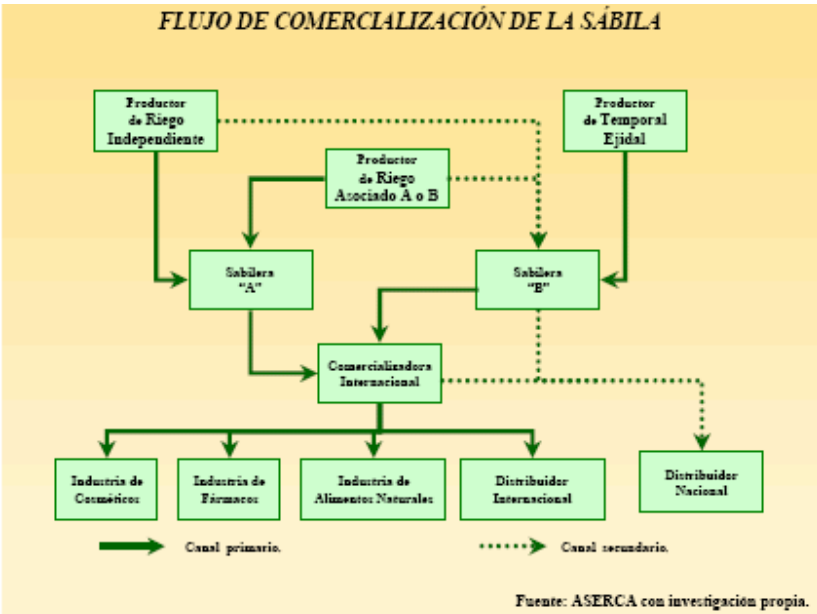 FLUJO DE COMERCIALIZACIÓN DE LA SÁBILA
Productor
de Riego
Independiente
Productor
de Temporal
Ejidal
Productor
de Riego
Asociado A o B
Sabilera
"A"
Sabilera
"B"
Comercializadora
Internacional
Industria de
Cosméticos
Industria de
Fármacos
Industria de
Alimentos Naturales
Distribuidor
Internacional
Distribuidor
Nacional
Canal primario.
Canal secundario.
Fuente: ASERCA con investigación propia.